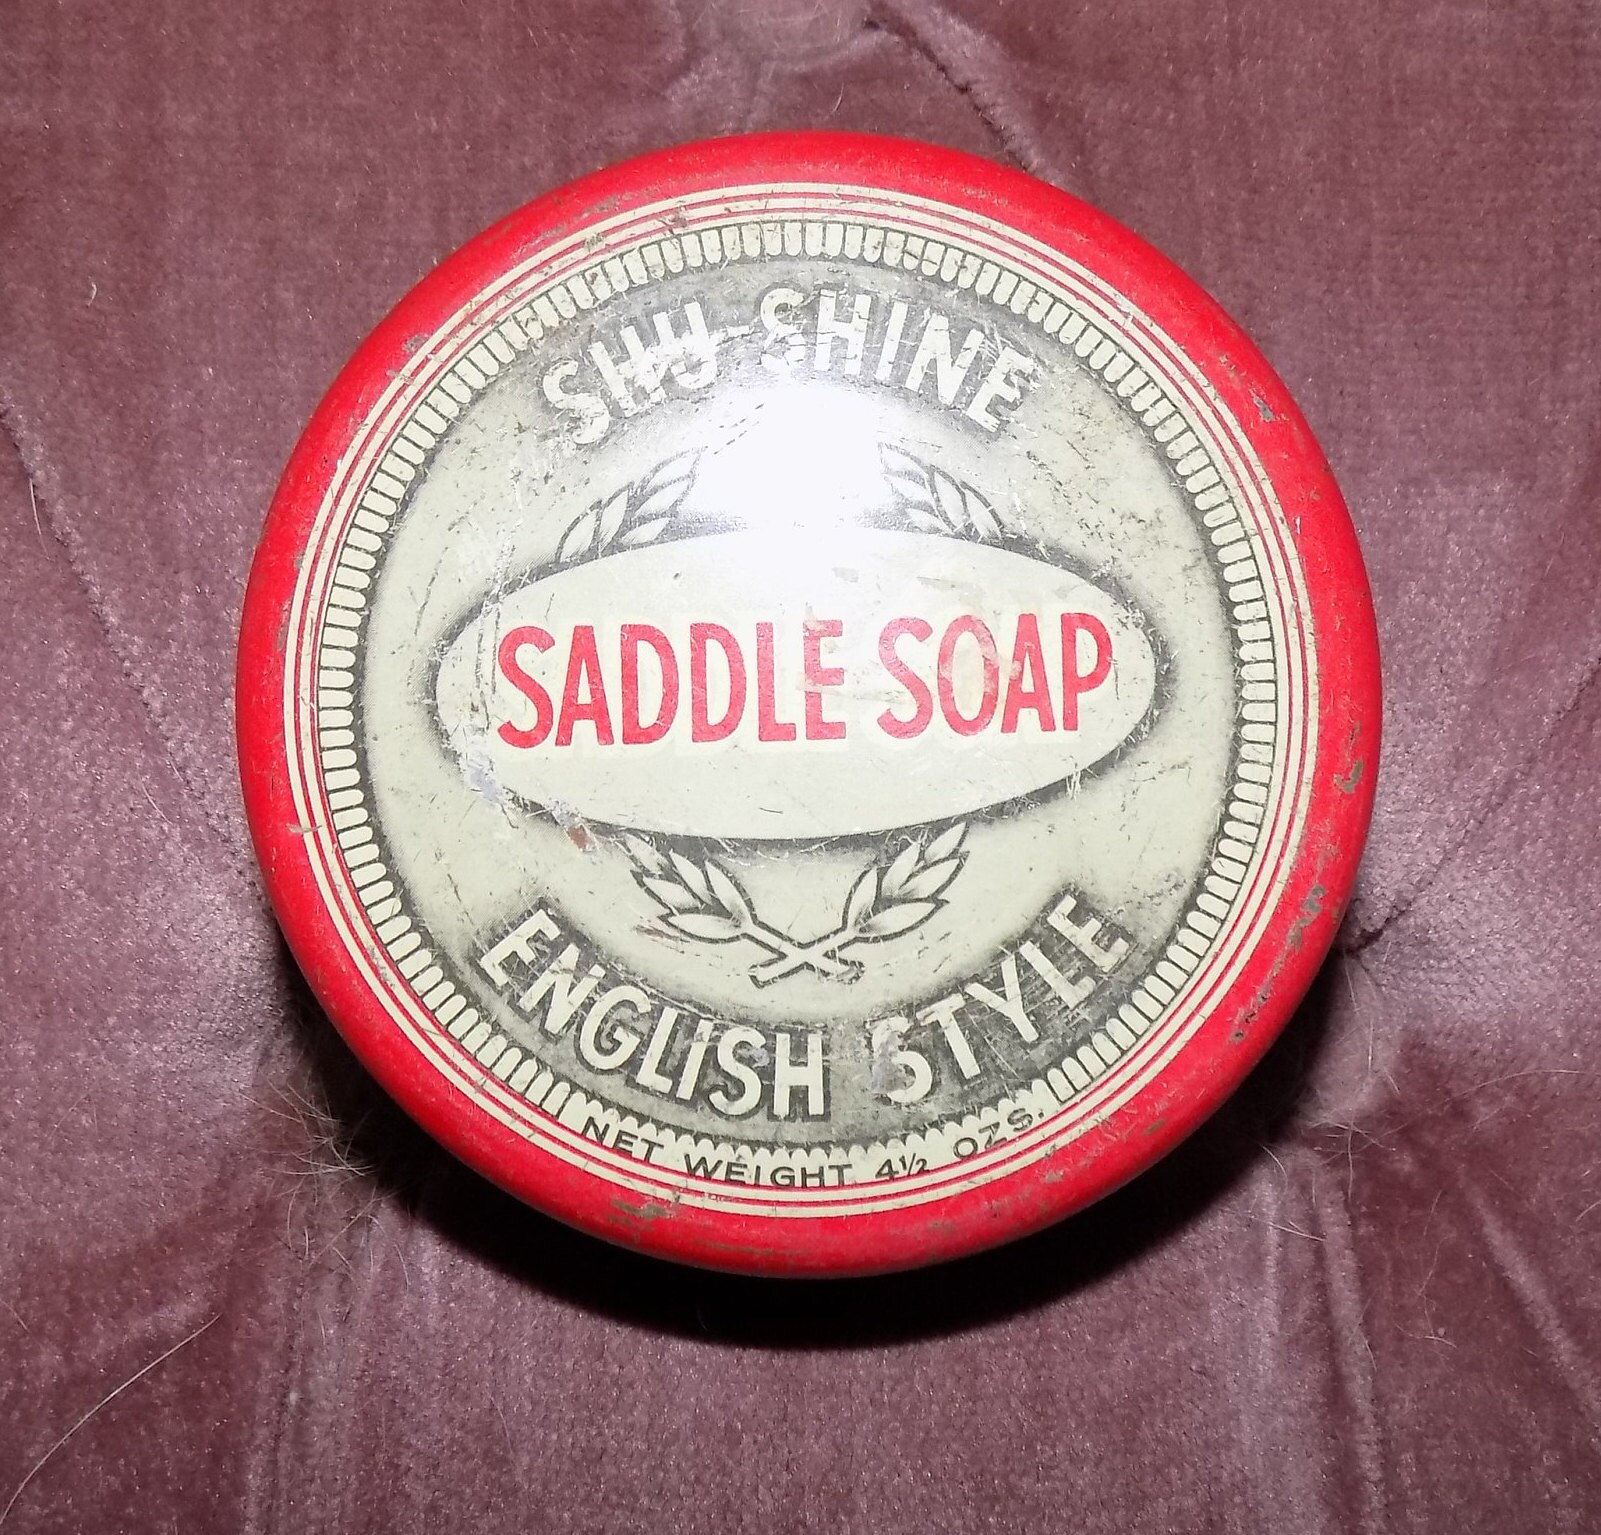 SHU-SHINE
SADDLE SOAP
ENGLISH STYLE
NET WEIGHT 4½ OZS.